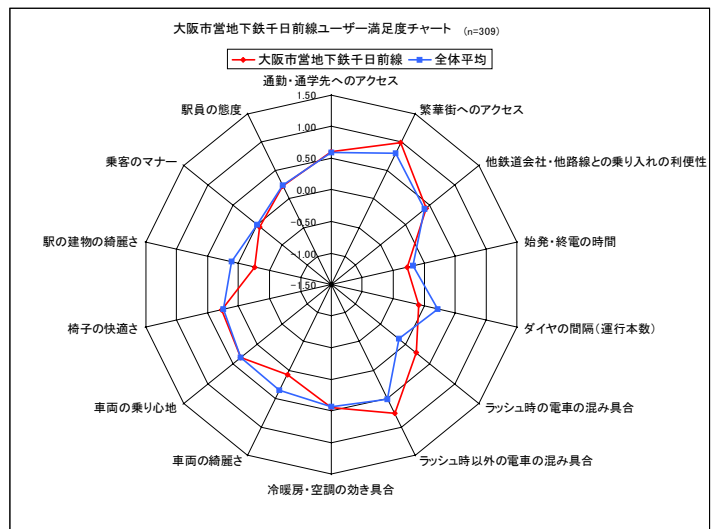 大阪市営地下鉄千日前線ユーザー満足度チャート (n=309)
大阪市営地下鉄千日前線 全体平均
通勤・通学先へのアクセス
繁華街へのアクセス
他鉄道会社・他路線との乗り入れの利便性
始発・終電の時間
ダイヤの間隔(運行本数)
ラッシュ時の電車の混み具合
ラッシュ時以外の電車の混み具合
冷暖房・空調の効き具合
車両の綺麗さ
車両の乗り心地
椅子の快適さ
駅の建物の綺麗さ
乗客のマナー
駅員の態度
1.50
1.00
0.50
0.00
-0.50
-1.00
-1.50